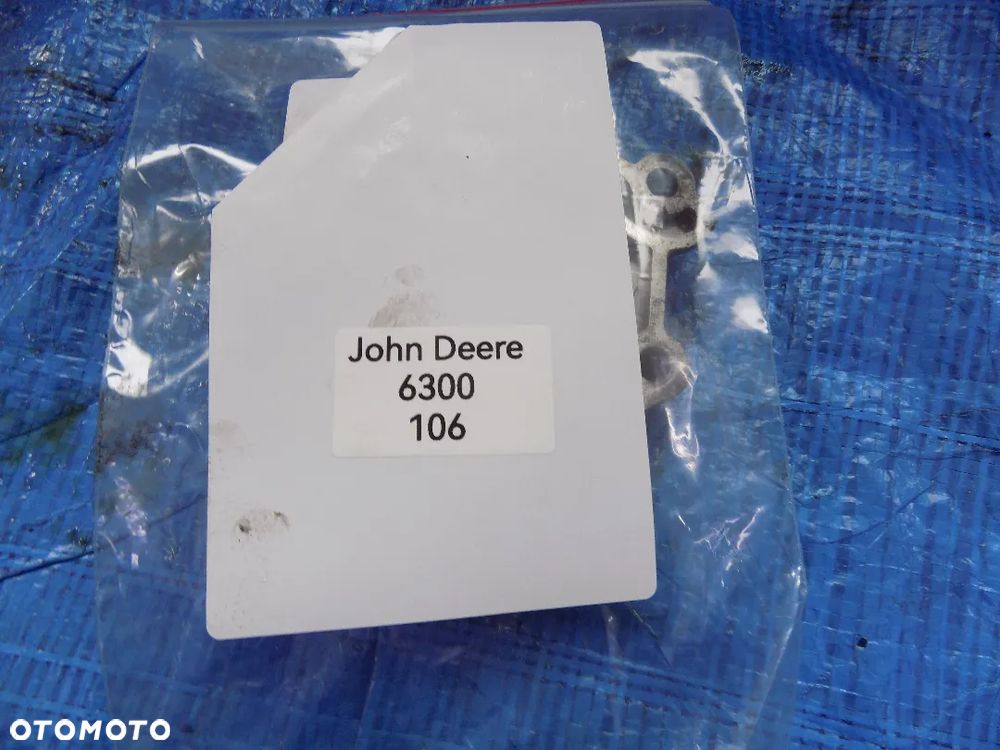 John Deere
6300
106
OTOMOTO